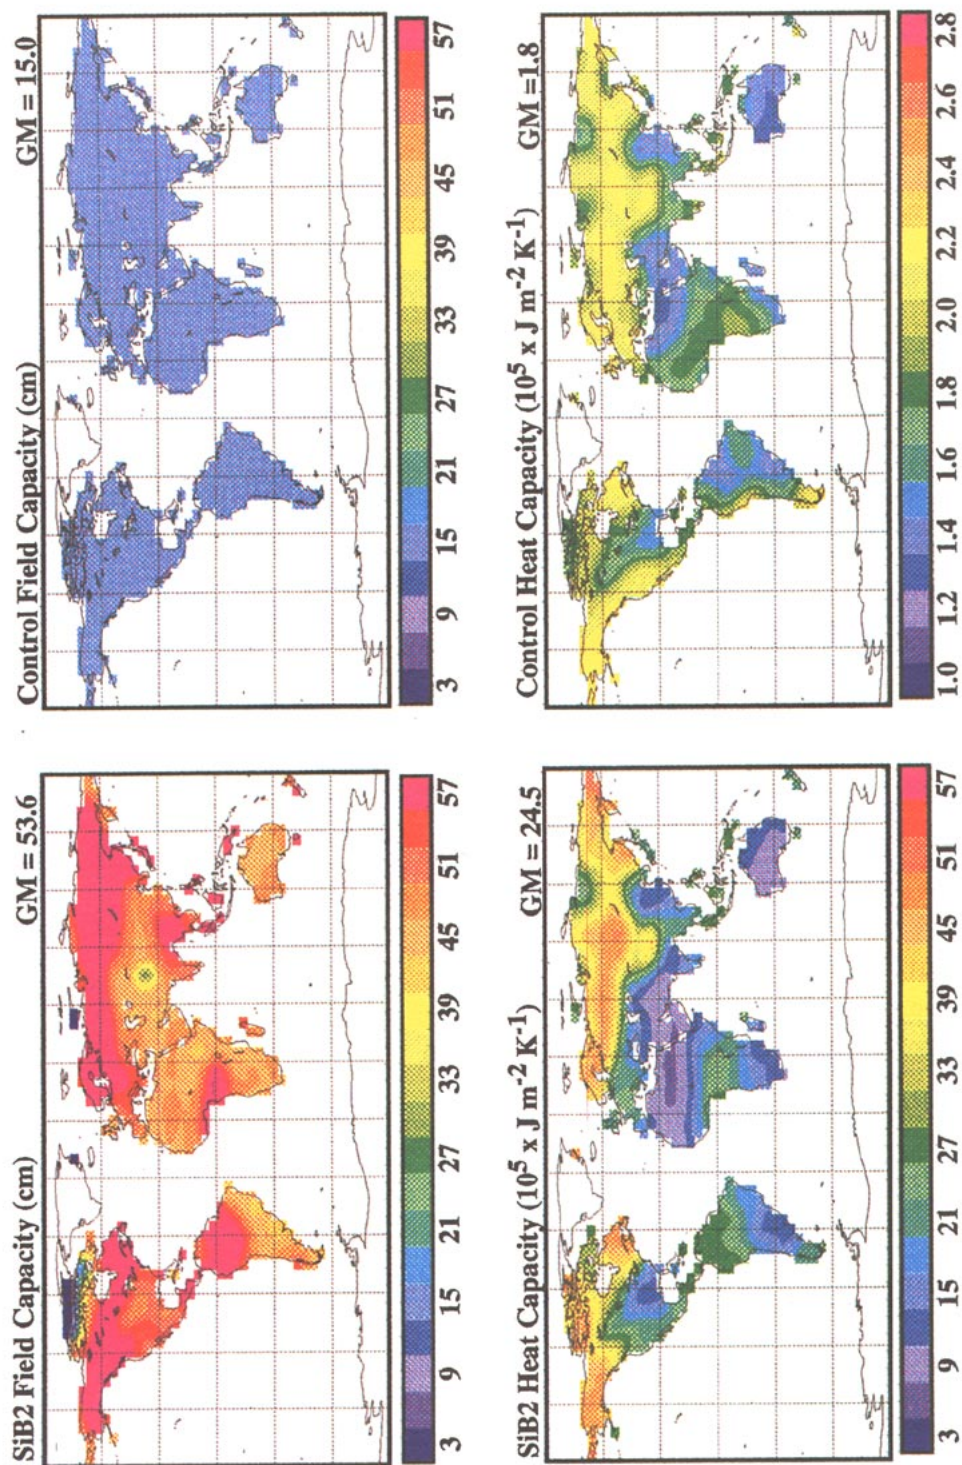 SiB2 Field Capacity (cm) GM = 53.6
3 9 15 21 27 33 39 45 51 57
Control Field Capacity (cm) GM = 15.0
3 9 15 21 27 33 39 45 51 57
SiB2 Heat Capacity (10⁵ x J m⁻² K⁻¹) GM = 24.5
3 9 15 21 27 33 39 45 51 57
Control Heat Capacity (10⁵ x J m⁻² K⁻¹) GM =1.8
1.0 1.2 1.4 1.6 1.8 2.0 2.2 2.4 2.6 2.8